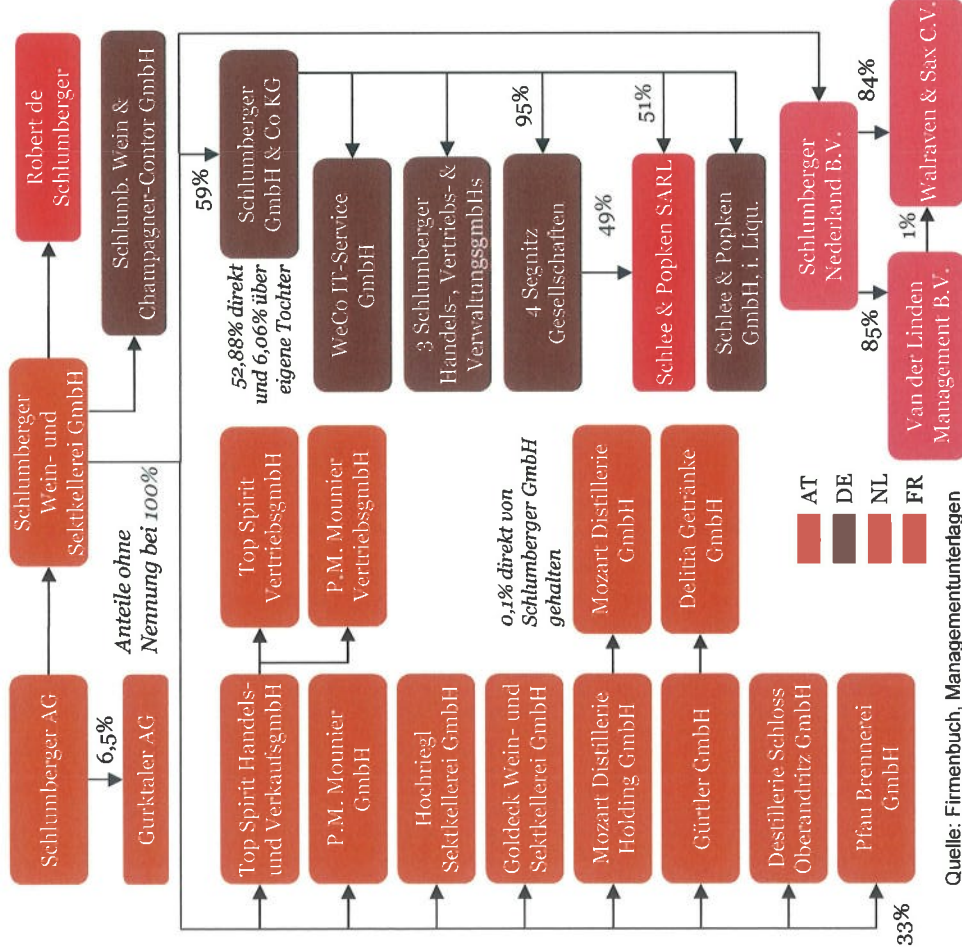 Schlumberger AG
6,5%
Gurktaler AG
Anteile ohne
Nennung bei 100%
Schlumberger
Wein- und
Sektkellerei GmbH
Robert de
Schlumberger
Schlumb. Wein &
Champagner-Contor GmbH
Top Spirit Handels-
und VerkaufsgmbH
P.M. Mounier
GmbH
Hochriegl
Sektkellerei GmbH
Goldeck Wein- und
Sektkellerei GmbH
Mozart Distillerie
Holding GmbH
Gürtler GmbH
Destillerie Schloss
Oberandritz GmbH
33%
Pfau Brennerei
GmbH
Top Spirit
VertriebsgmbH
P.M. Mounier
VertriebsgmbH
0,1% direkt von
Schlumberger GmbH
gehalten
Mozart Distillerie
GmbH
Delitia Getränke
GmbH
59%
52,88% direkt
und 6,06% über
eigene Tochter
Schlumberger
GmbH & Co KG
WeCo IT-Service
GmbH
3 Schlumberger
Handels-, Vertriebs- &
VerwaltungsgmbHs
95%
4 Segnitz
Gesellschaften
49%
51%
Schlee & Popken SARL
Schlee & Popken
GmbH, i. Liqu.
Schlumberger
Nederland B.V.
85%
84%
Van der Linden
Management B.V.
1%
Walraven & Sax C.V.
AT
DE
NL
FR
Quelle: Firmenbuch, Managementunterlagen